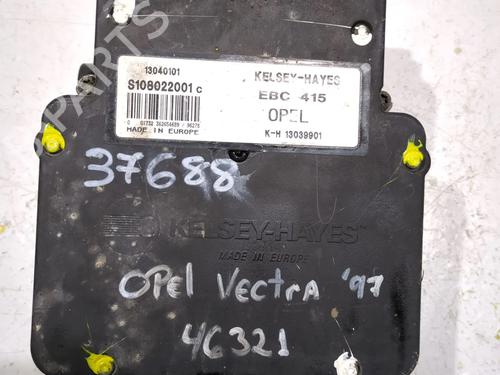 13040101
S108022001 C
KELSEY-HAYES
EBC 415
OPEL
MADE IN EUROPE
K-H 13039901
37688
KELSEY-HAYES
MADE IN EUROPE
OPEL VECTRA '97
46321